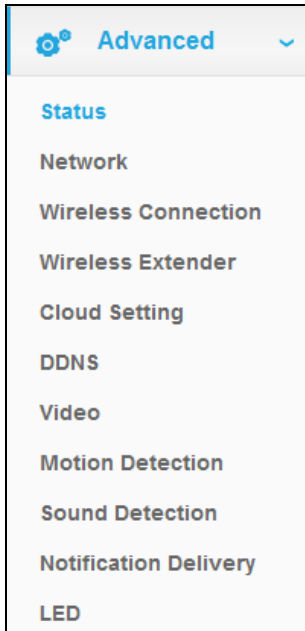 Advanced
Status
Network
Wireless Connection
Wireless Extender
Cloud Setting
DDNS
Video
Motion Detection
Sound Detection
Notification Delivery
LED